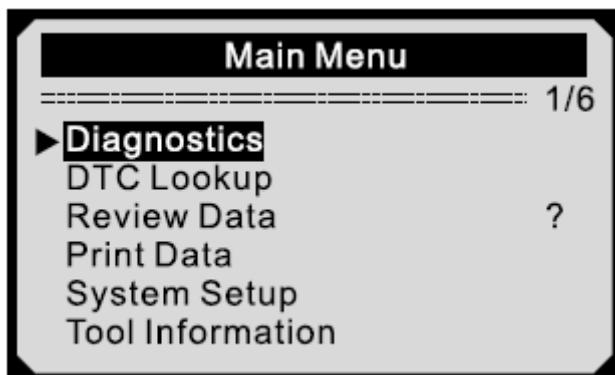 Main Menu
1/6
Diagnostics
DTC Lookup
Review Data ?
Print Data
System Setup
Tool Information